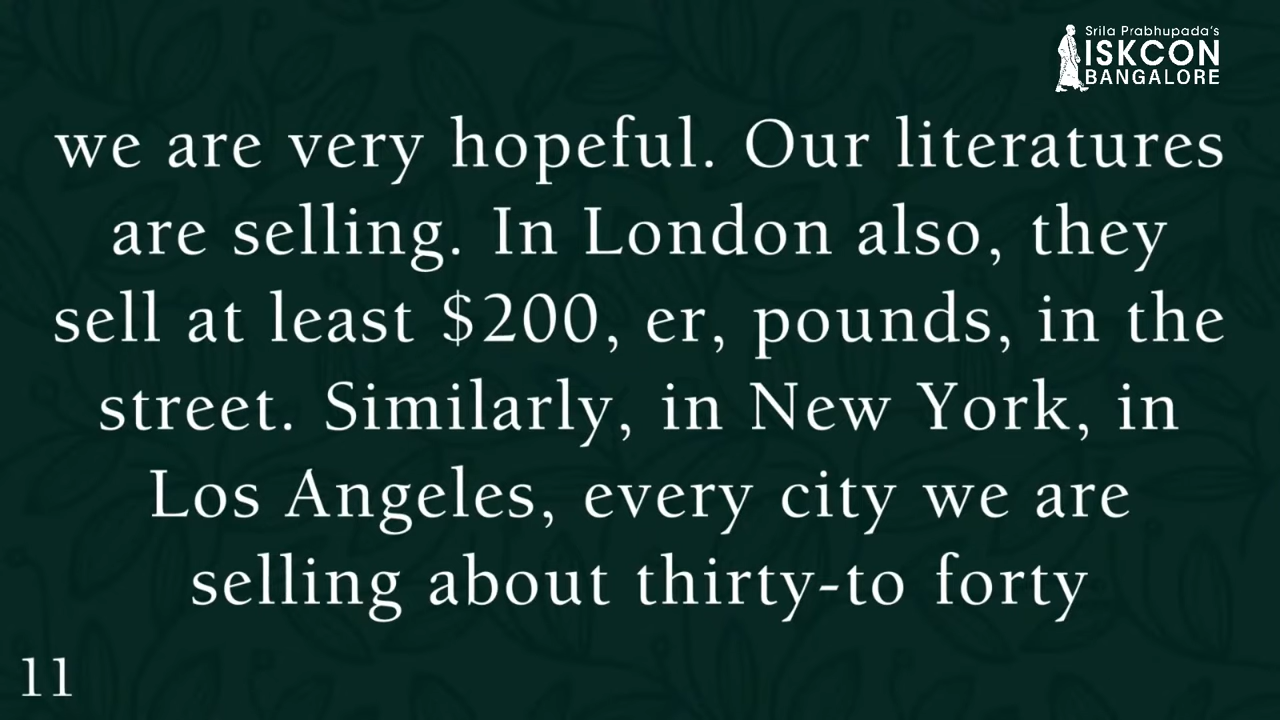 Srila Prabhupada's
ISKCON
BANGALORE
we are very hopeful. Our literatures
are selling. In London also, they
sell at least $200, er, pounds, in the
street. Similarly, in New York, in
Los Angeles, every city we are
selling about thirty-to forty
11